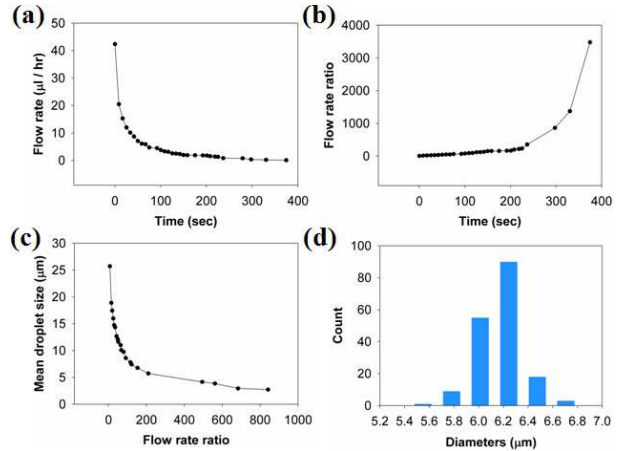 (a)
50
40
30
20
10
0
Flow rate (μl / hr)
0 100 200 300 400
Time (sec)
(b)
4000
3000
2000
1000
0
Flow rate ratio
0 100 200 300 400
Time (sec)
(c)
30
25
20
15
10
5
0
Mean droplet size (μm)
0 200 400 600 800 1000
Flow rate ratio
(d)
100
80
60
40
20
0
Count
5.2 5.4 5.6 5.8 6.0 6.2 6.4 6.6 6.8 7.0
Diameters (μm)